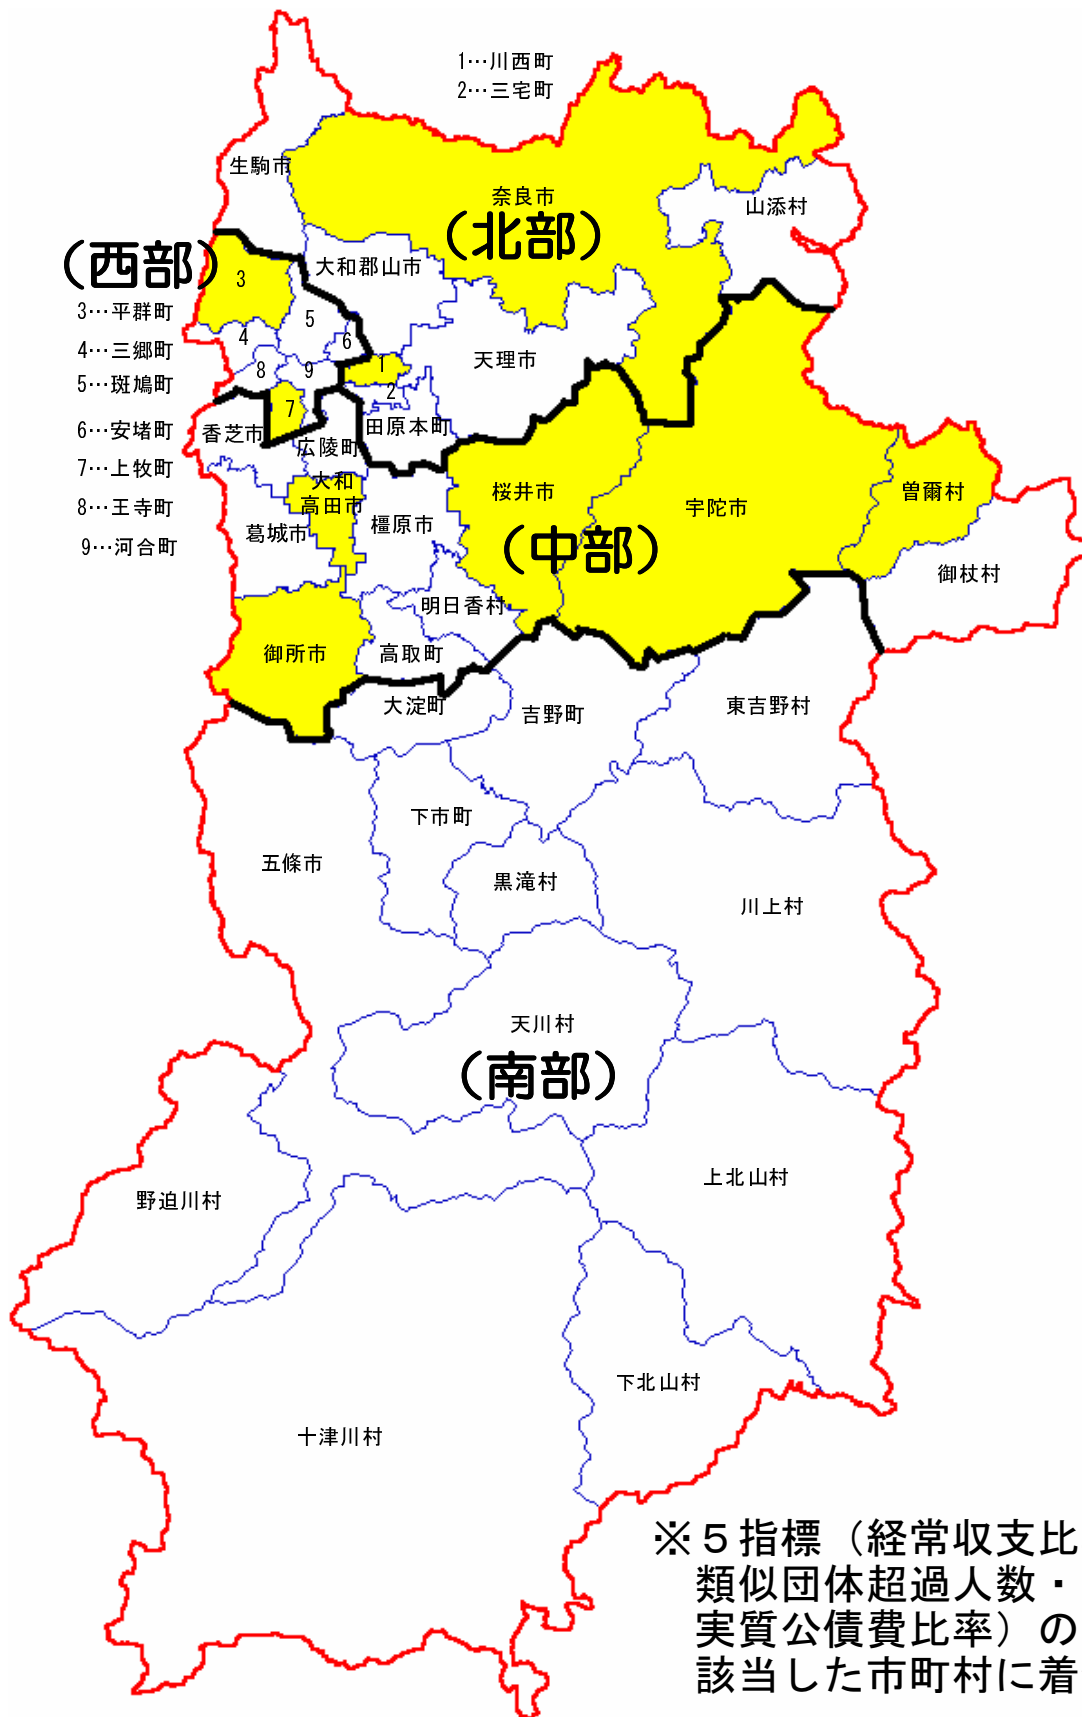 1…川西町
2…三宅町
生駒市
奈良市
山添村
(北部)
(西部)
大和郡山市
3
3…平群町
5
4
4…三郷町
6
天理市
1
8
9
5…斑鳩町
2
7
田原本町
6…安堵町
香芝市
広陵町
7…上牧町
大和
高田市
桜井市
曽爾村
8…王寺町
宇陀市
橿原市
葛城市
9…河合町
(中部)
御杖村
明日香村
御所市
高取町
大淀町
吉野町
東吉野村
下市町
五條市
黒滝村
川上村
天川村
(南部)
上北山村
野迫川村
下北山村
十津川村
※5指標(経常収支比
類似団体超過人数・
実質公債費比率)の
該当した市町村に着